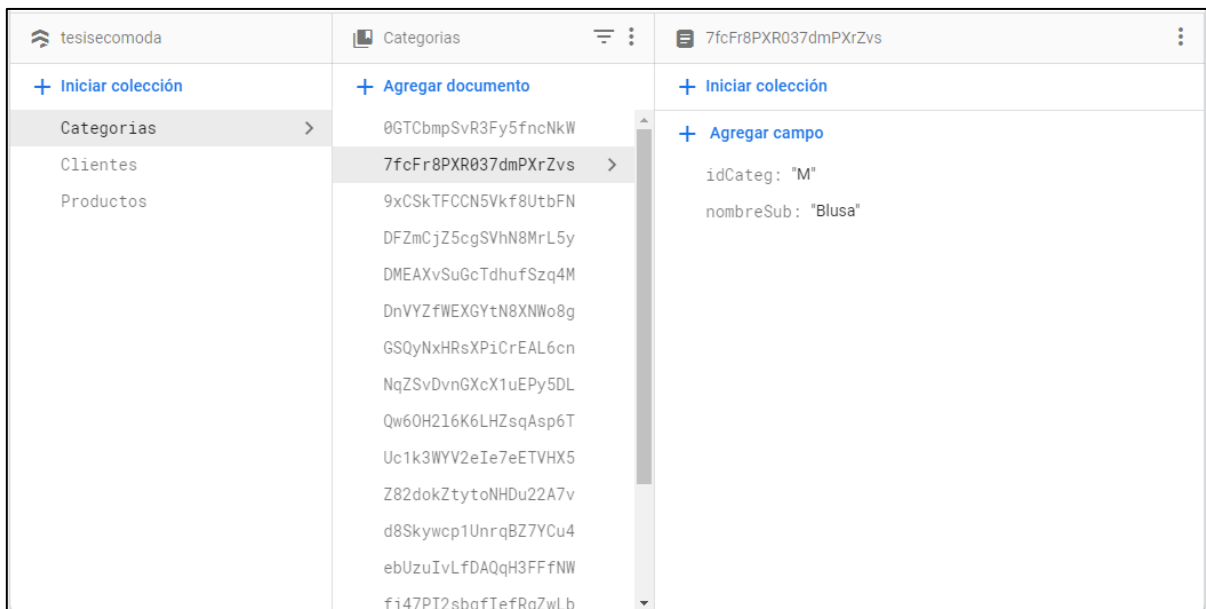 tesisecomoda
Iniciar colección
Categorias
Clientes
Productos
Categorias
Agregar documento
0GTCbmpSvR3Fy5fncNkW
7fcFr8PXR037dmPXrZvs
9xCSkTFCCN5Vkf8UtbFN
DFZmCjZ5cgSVhN8MrL5y
DMEAXvSuGcTdhufSzq4M
DnVYZfWEXGYtN8XNWo8g
GSQyNxHRsXPiCrEAL6cn
NqZSvDvnGXcX1uEPy5DL
Qw6OH2l6K6LHZsqAsp6T
Uc1k3WYV2eIe7eETVHX5
Z82dokZtytoNHDu22A7v
d8Skywcp1UnrqBZ7YCu4
ebUzuIvLfDAQqH3FFfNW
7fcFr8PXR037dmPXrZvs
Iniciar colección
Agregar campo
idCateg: "M"
nombreSub: "Blusa"